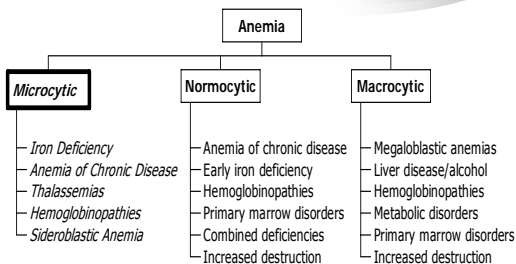 Anemia
Microcytic
Iron Deficiency
Anemia of Chronic Disease
Thalassemias
Hemoglobinopathies
Sideroblastic Anemia
Normocytic
Anemia of chronic disease
Early iron deficiency
Hemoglobinopathies
Primary marrow disorders
Combined deficiencies
Increased destruction
Macrocytic
Megaloblastic anemias
Liver disease/alcohol
Hemoglobinopathies
Metabolic disorders
Primary marrow disorders
Increased destruction